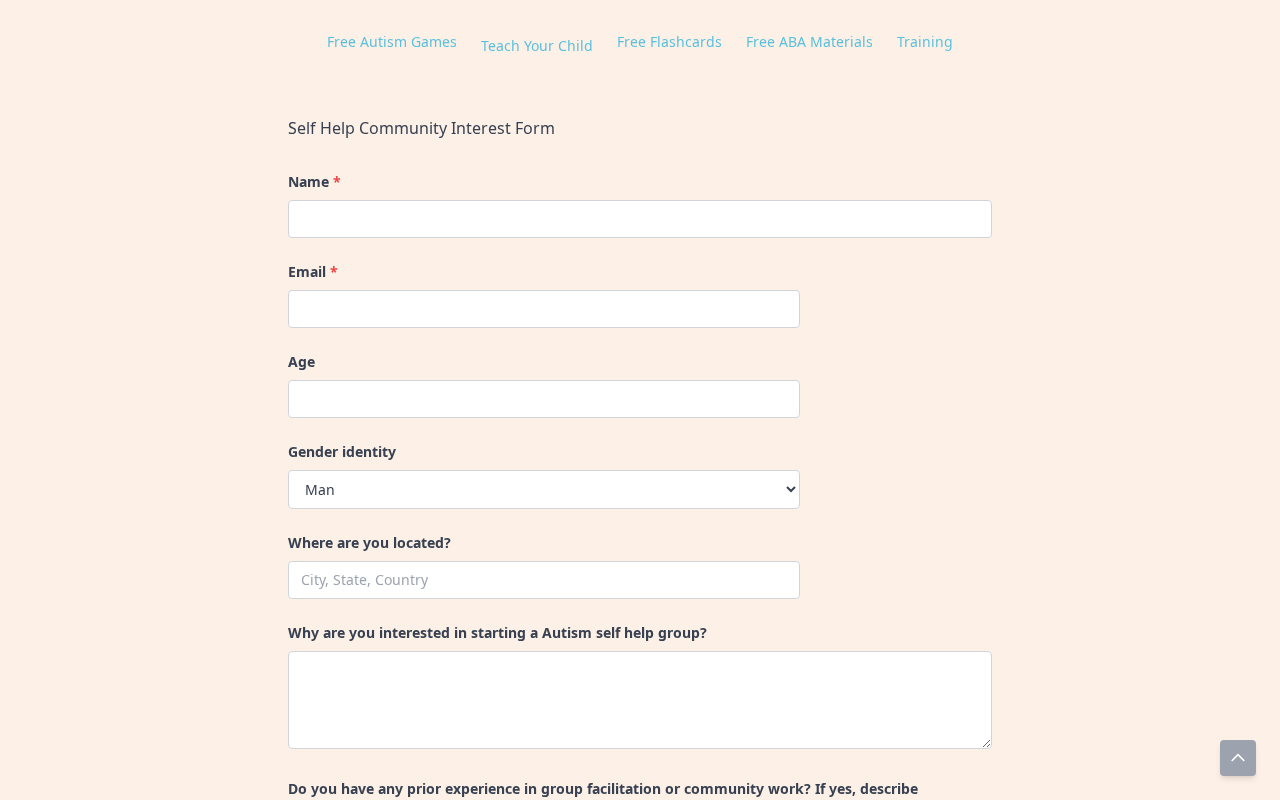 Free Autism Games
Teach Your Child
Free Flashcards
Free ABA Materials
Training
Self Help Community Interest Form
Name *
Email *
Age
Gender identity
Man
Where are you located?
City, State, Country
Why are you interested in starting a Autism self help group?
Do you have any prior experience in group facilitation or community work? If yes, describe